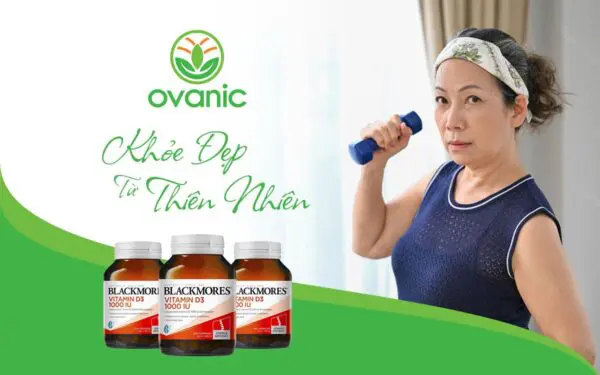 ovanic
Khỏe Đẹp
Từ Thiên Nhiên
BLACKMORES
VITAMIN D3
1000 IU
BLACKMORES
VITAMIN D3
1000 IU
BLACKMORES
VITAMIN D3
1000 IU